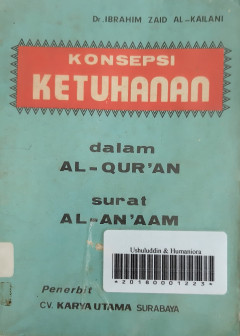 Dr. IBRAHIM ZAID AL-KAILANI
KONSEPSI
KETUHANAN
dalam
AL-QUR'AN
surat
AL-AN'AAM
Ushuluddin & Humaniora
*20180001223*
Penerbit
CV. KARYA UTAMA SURABAYA